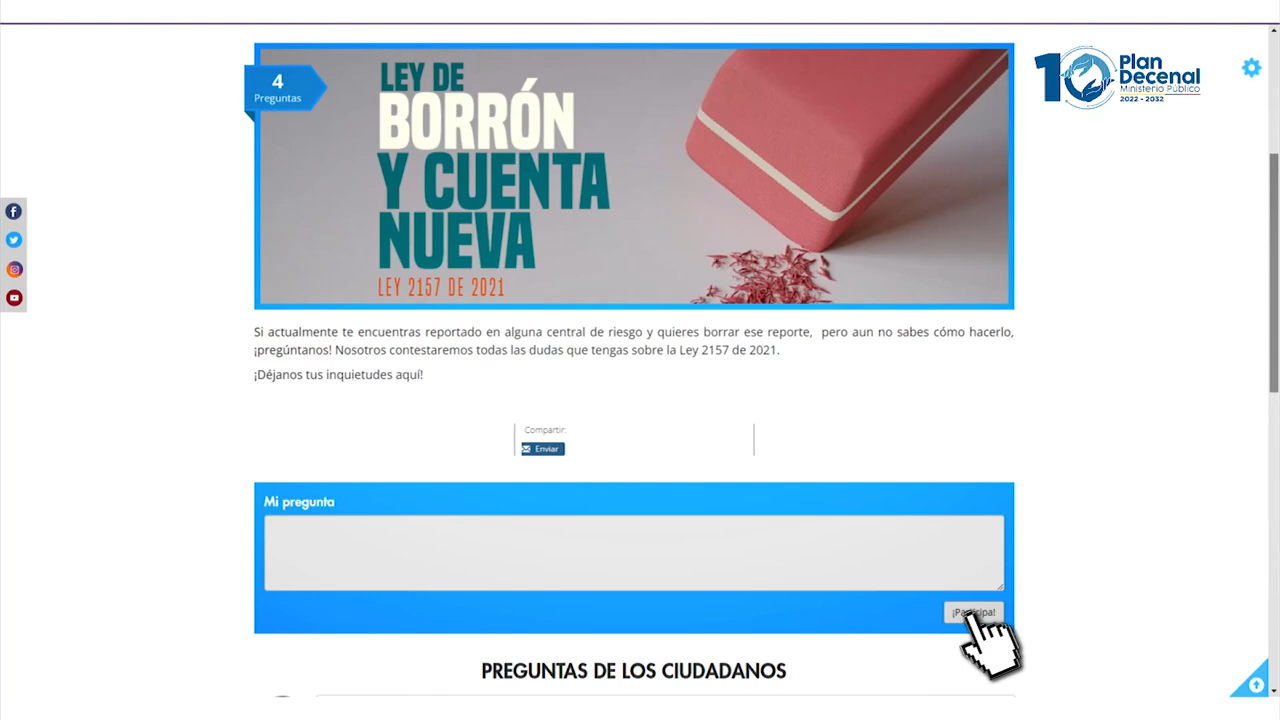 4
Preguntas
LEY DE
BORRÓN
Y CUENTA
NUEVA
LEY 2157 DE 2021
10 Plan
Decenal
Ministerio Público
2022 - 2032
Si actualmente te encuentras reportado en alguna central de riesgo y quieres borrar ese reporte, pero aun no sabes cómo hacerlo,
¡pregúntanos! Nosotros contestaremos todas las dudas que tengas sobre la Ley 2157 de 2021.
¡Déjanos tus inquietudes aquí!
Compartir:
Enviar
Mi pregunta
¡Participa!
PREGUNTAS DE LOS CIUDADANOS